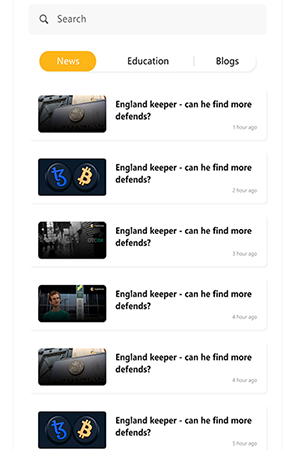 Search
News
Education
Blogs
England keeper - can he find more
defends?
1 hour ago
England keeper - can he find more
defends?
2 hour ago
England keeper - can he find more
defends?
3 hour ago
England keeper - can he find more
defends?
4 hour ago
England keeper - can he find more
defends?
4 hour ago
England keeper - can he find more
defends?
5 hour ago